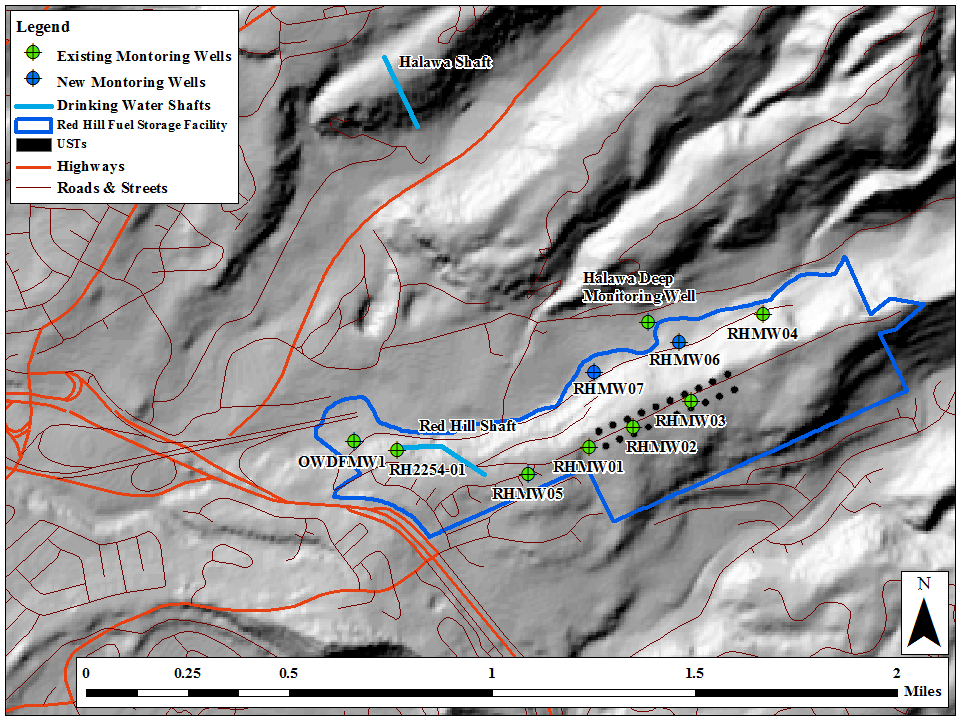 Legend
Existing Montoring Wells
New Montoring Wells
Drinking Water Shafts
Red Hill Fuel Storage Facility
USTs
Highways
Roads & Streets
Halawa Shaft
Halawa Deep
Monitoring Well
RHMW04
RHMW06
RHMW07
RHMW03
Red Hill Shaft
RHMW02
OWDFMW1
RH2254-01
RHMW01
RHMW05
N
0
0.25
0.5
1
1.5
2
Miles